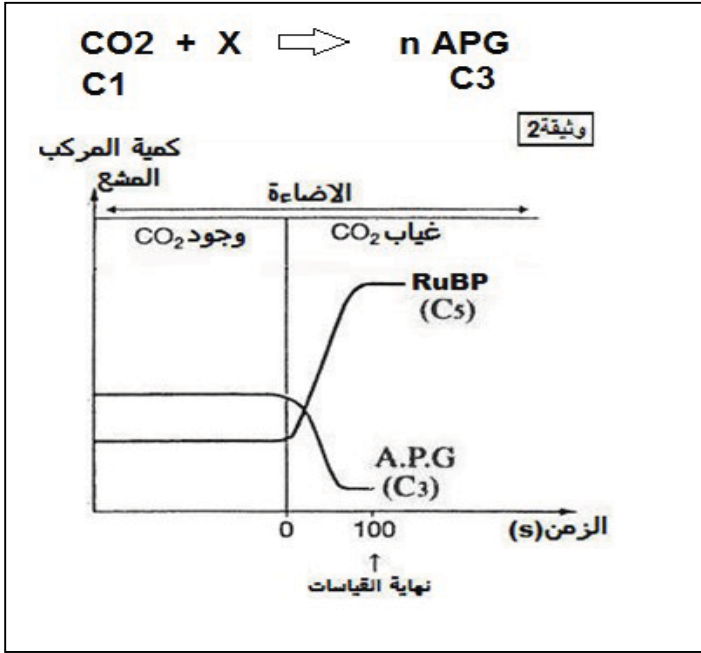 CO2 + X ⇨ n APG
C1 C3
وثيقة2
كمية المركب
المشع
الاضاءة
وجود CO₂ غياب CO₂
RuBP
(C₅)
A.P.G
(C₃)
0 100 الزمن(s)
↑
نهاية القياسات